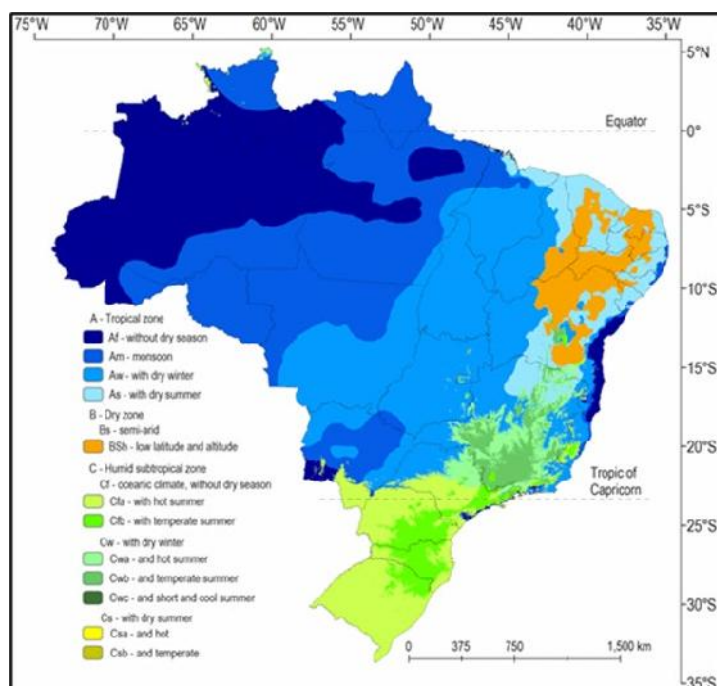 75°W 70°W 65°W 60°W 55°W 50°W 45°W 40°W 35°W
5°N
Equator
0°
5°S
10°S
A - Tropical zone
Af - without dry season
Am - monsoon
Aw - with dry winter
As - with dry summer
15°S
B - Dry zone
Bs - semi-arid
BSh - low latitude and altitude
20°S
C - Humid subtropical zone
Cf - oceanic climate, without dry season
Cfa - with hot summer
Cfb - with temperate summer
Tropic of
Capricorn
25°S
Cw - with dry winter
Cwa - and hot summer
Cwb - and temperate summer
Cwc - and short and cool summer
30°S
Cs - with dry summer
Csa - and hot
Csb - and temperate
0 375 750 1,500 km
35°S